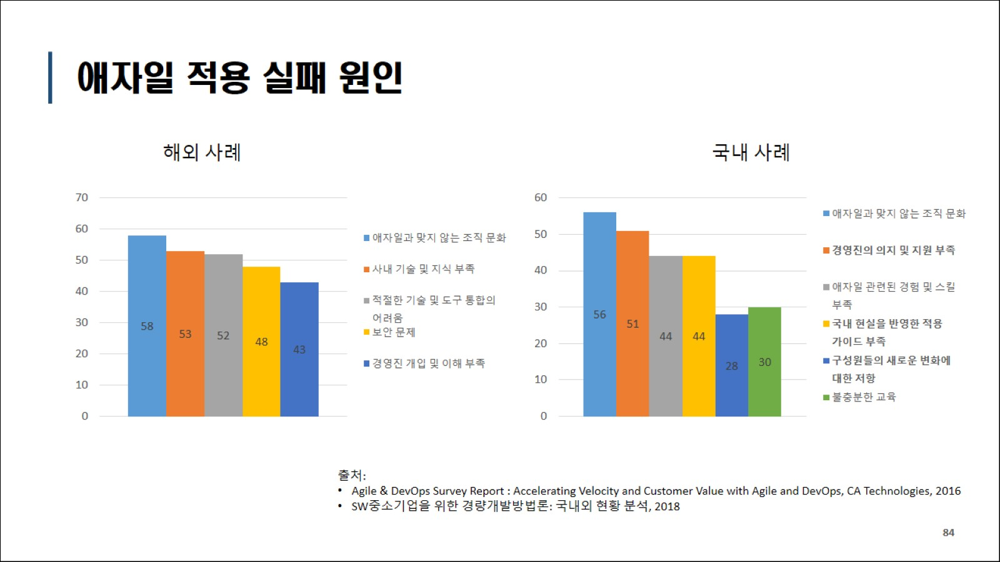 애자일 적용 실패 원인
해외 사례
70
60
50
40
30
20
10
0
58
53
52
48
43
애자일과 맞지 않는 조직 문화
사내 기술 및 지식 부족
적절한 기술 및 도구 통합의
어려움
보안 문제
경영진 개입 및 이해 부족
국내 사례
60
50
40
30
20
10
0
56
51
44
44
28
30
애자일과 맞지 않는 조직 문화
경영진의 의지 및 지원 부족
애자일 관련된 경험 및 스킬
부족
국내 현실을 반영한 적용
가이드 부족
구성원들의 새로운 변화에
대한 저항
불충분한 교육
출처:
• Agile & DevOps Survey Report : Accelerating Velocity and Customer Value with Agile and DevOps, CA Technologies, 2016
• SW중소기업을 위한 경량개발방법론: 국내외 현황 분석, 2018
84